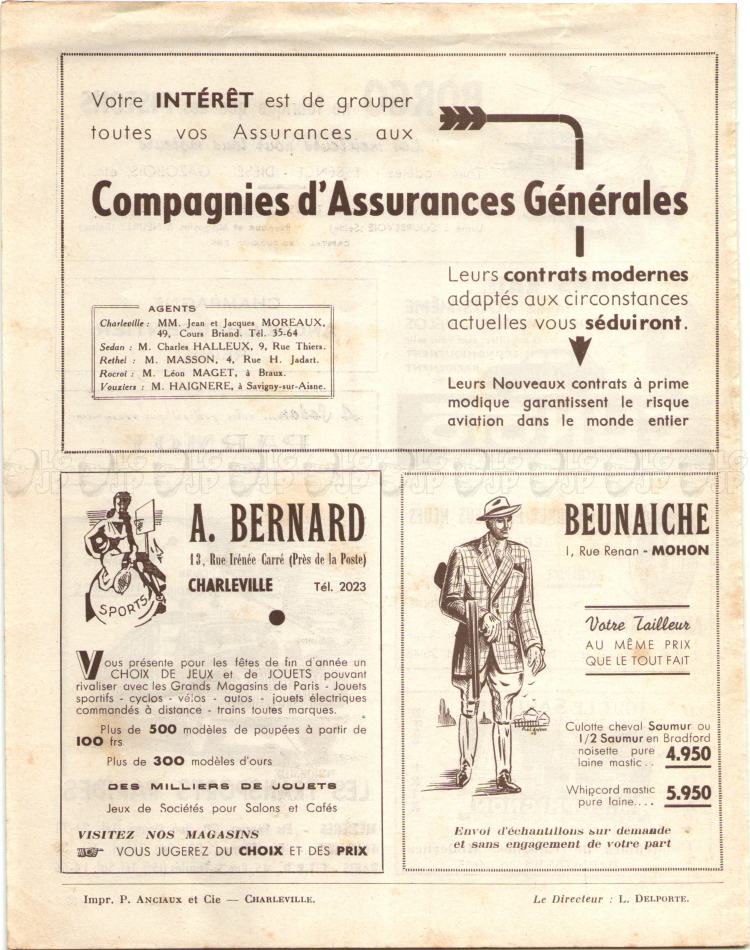 Votre INTÉRÊT est de grouper
toutes vos Assurances aux
Compagnies d'Assurances Générales
Leurs contrats modernes
adaptés aux circonstances
actuelles vous séduiront.
Leurs Nouveaux contrats à prime
modique garantissent le risque
aviation dans le monde entier
AGENTS
Charleville : MM. Jean et Jacques MOREAUX,
49, Cours Briand. Tél. 35-64
Sedan : M. Charles HALLEUX, 9, Rue Thiers.
Rethel : M. MASSON, 4, Rue H. Jadart.
Rocroi : M. Léon MAGET, à Braux.
Vouziers : M. HAIGNERE, à Savigny-sur-Aisne.
SPORTS
A. BERNARD
13, Rue Irénée Carré (Près de la Poste)
CHARLEVILLE Tél. 2023
Vous présente pour les fêtes de fin d'année un
CHOIX DE JEUX et de JOUETS pouvant
rivaliser avec les Grands Magasins de Paris - Jouets
sportifs - cyclos - vélos - autos - jouets électriques
commandés à distance - trains toutes marques.
Plus de 500 modèles de poupées à partir de
100 frs
Plus de 300 modèles d'ours
DES MILLIERS DE JOUETS
Jeux de Sociétés pour Salons et Cafés
VISITEZ NOS MAGASINS
VOUS JUGEREZ DU CHOIX ET DES PRIX
BEUNAICHE
1, Rue Renan - MOHON
Votre Tailleur
AU MÊME PRIX
QUE LE TOUT FAIT
Culotte cheval Saumur ou
1/2 Saumur en Bradford
noisette pure
laine mastic.. 4.950
Whipcord mastic
pure laine.... 5.950
Envoi d'échantillons sur demande
et sans engagement de votre part
Impr. P. ANCIAUX et Cie — CHARLEVILLE.
Le Directeur : L. DELPORTE.